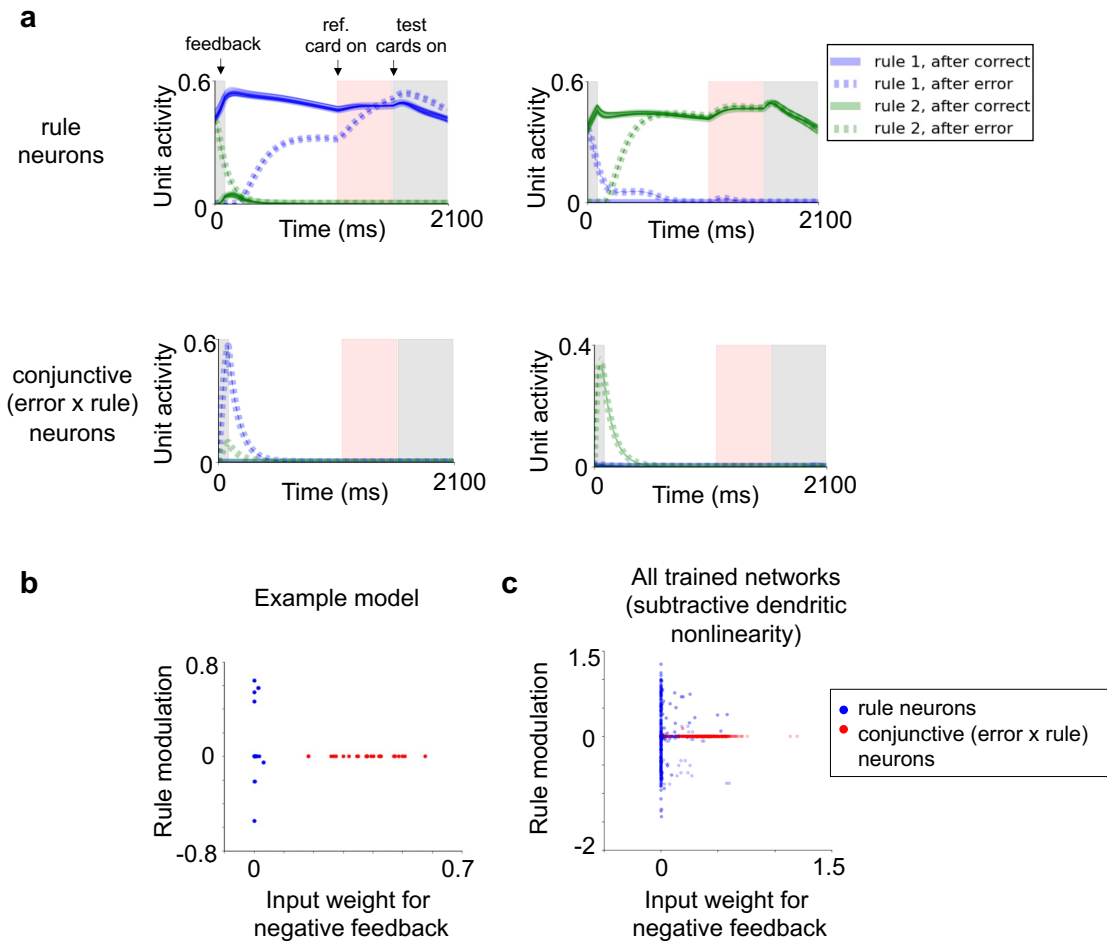 a
feedback
ref.
card on
test
cards on
rule 1, after correct
rule 1, after error
rule 2, after correct
rule 2, after error
rule
neurons
Unit activity
0.6
0
2100
Time (ms)
Unit activity
0.6
0
0
2100
Time (ms)
conjunctive
(error x rule)
neurons
Unit activity
0.6
0
0
2100
Time (ms)
Unit activity
0.4
0
0
2100
Time (ms)
b
Example model
Rule modulation
0.8
0
-0.8
0
0.7
Input weight for
negative feedback
c
All trained networks
(subtractive dendritic
nonlinearity)
Rule modulation
1.5
0
-2
0
1.5
Input weight for
negative feedback
rule neurons
conjunctive (error x rule)
neurons